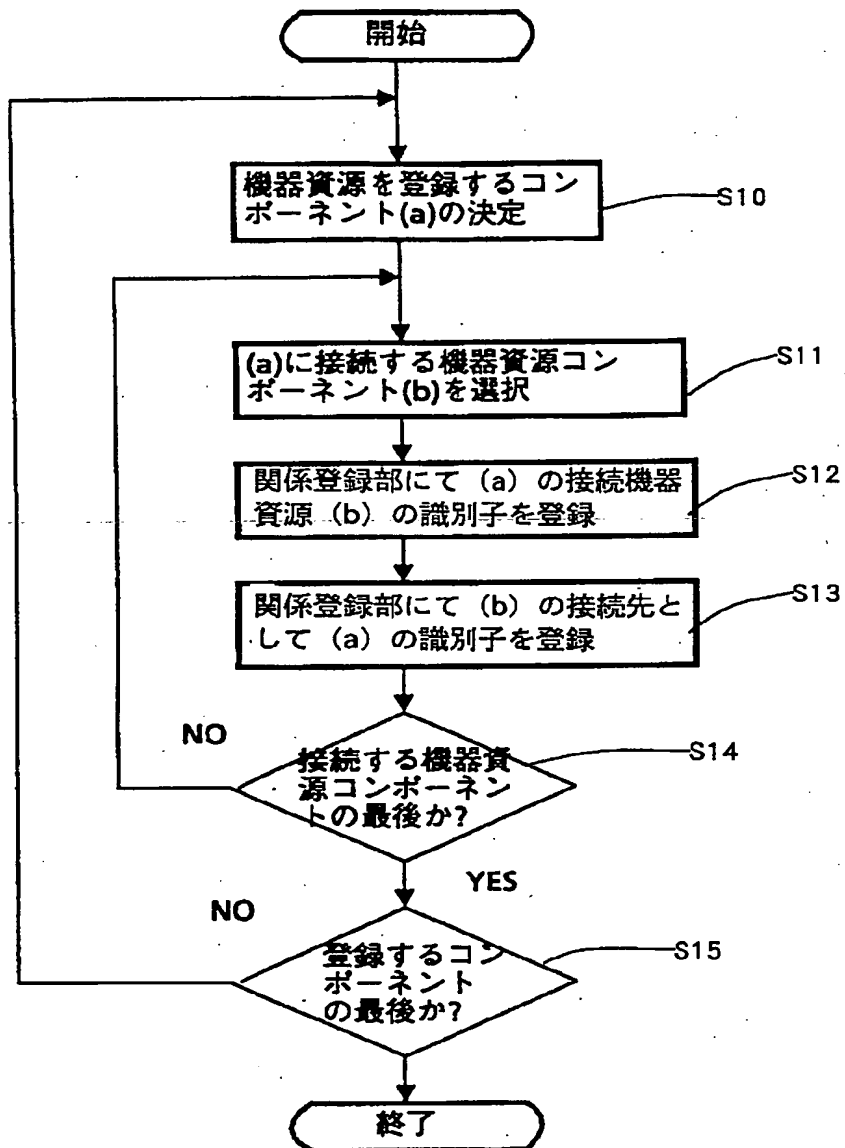 開始
機器資源を登録するコン
ポーネント(a)の決定
S10
(a)に接続する機器資源コン
ポーネント(b)を選択
S11
関係登録部にて（a）の接続機器
資源（b）の識別子を登録
S12
関係登録部にて（b）の接続先と
して（a）の識別子を登録
S13
NO
接続する機器資
源コンポーネン
トの最後か?
S14
YES
NO
登録するコン
ポーネント
の最後か?
S15
終了